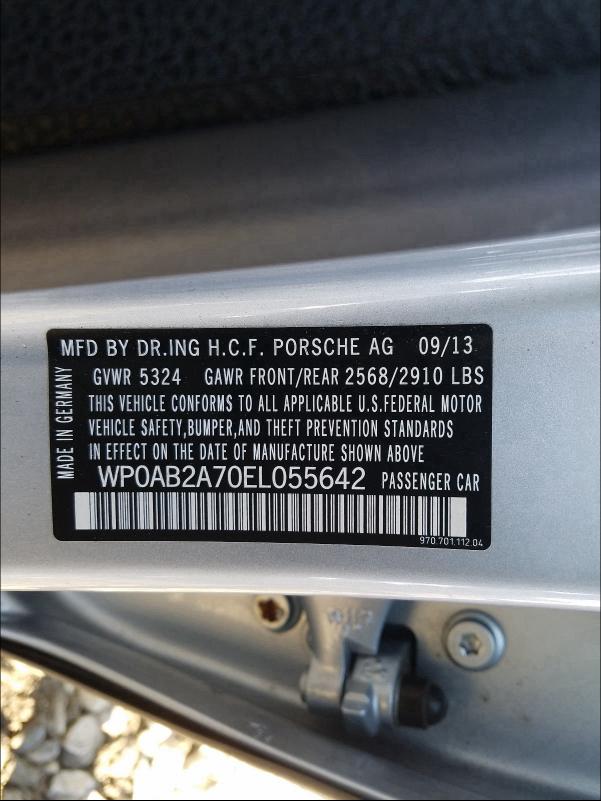 MFD BY DR.ING H.C.F. PORSCHE AG 09/13
GVWR 5324 GAWR FRONT/REAR 2568/2910 LBS
THIS VEHICLE CONFORMS TO ALL APPLICABLE U.S.FEDERAL MOTOR
VEHICLE SAFETY,BUMPER,AND THEFT PREVENTION STANDARDS
IN EFFECT ON THE DATE OF MANUFACTURE SHOWN ABOVE
WP0AB2A70EL055642 PASSENGER CAR
970 701.112 04
MADE IN GERMANY